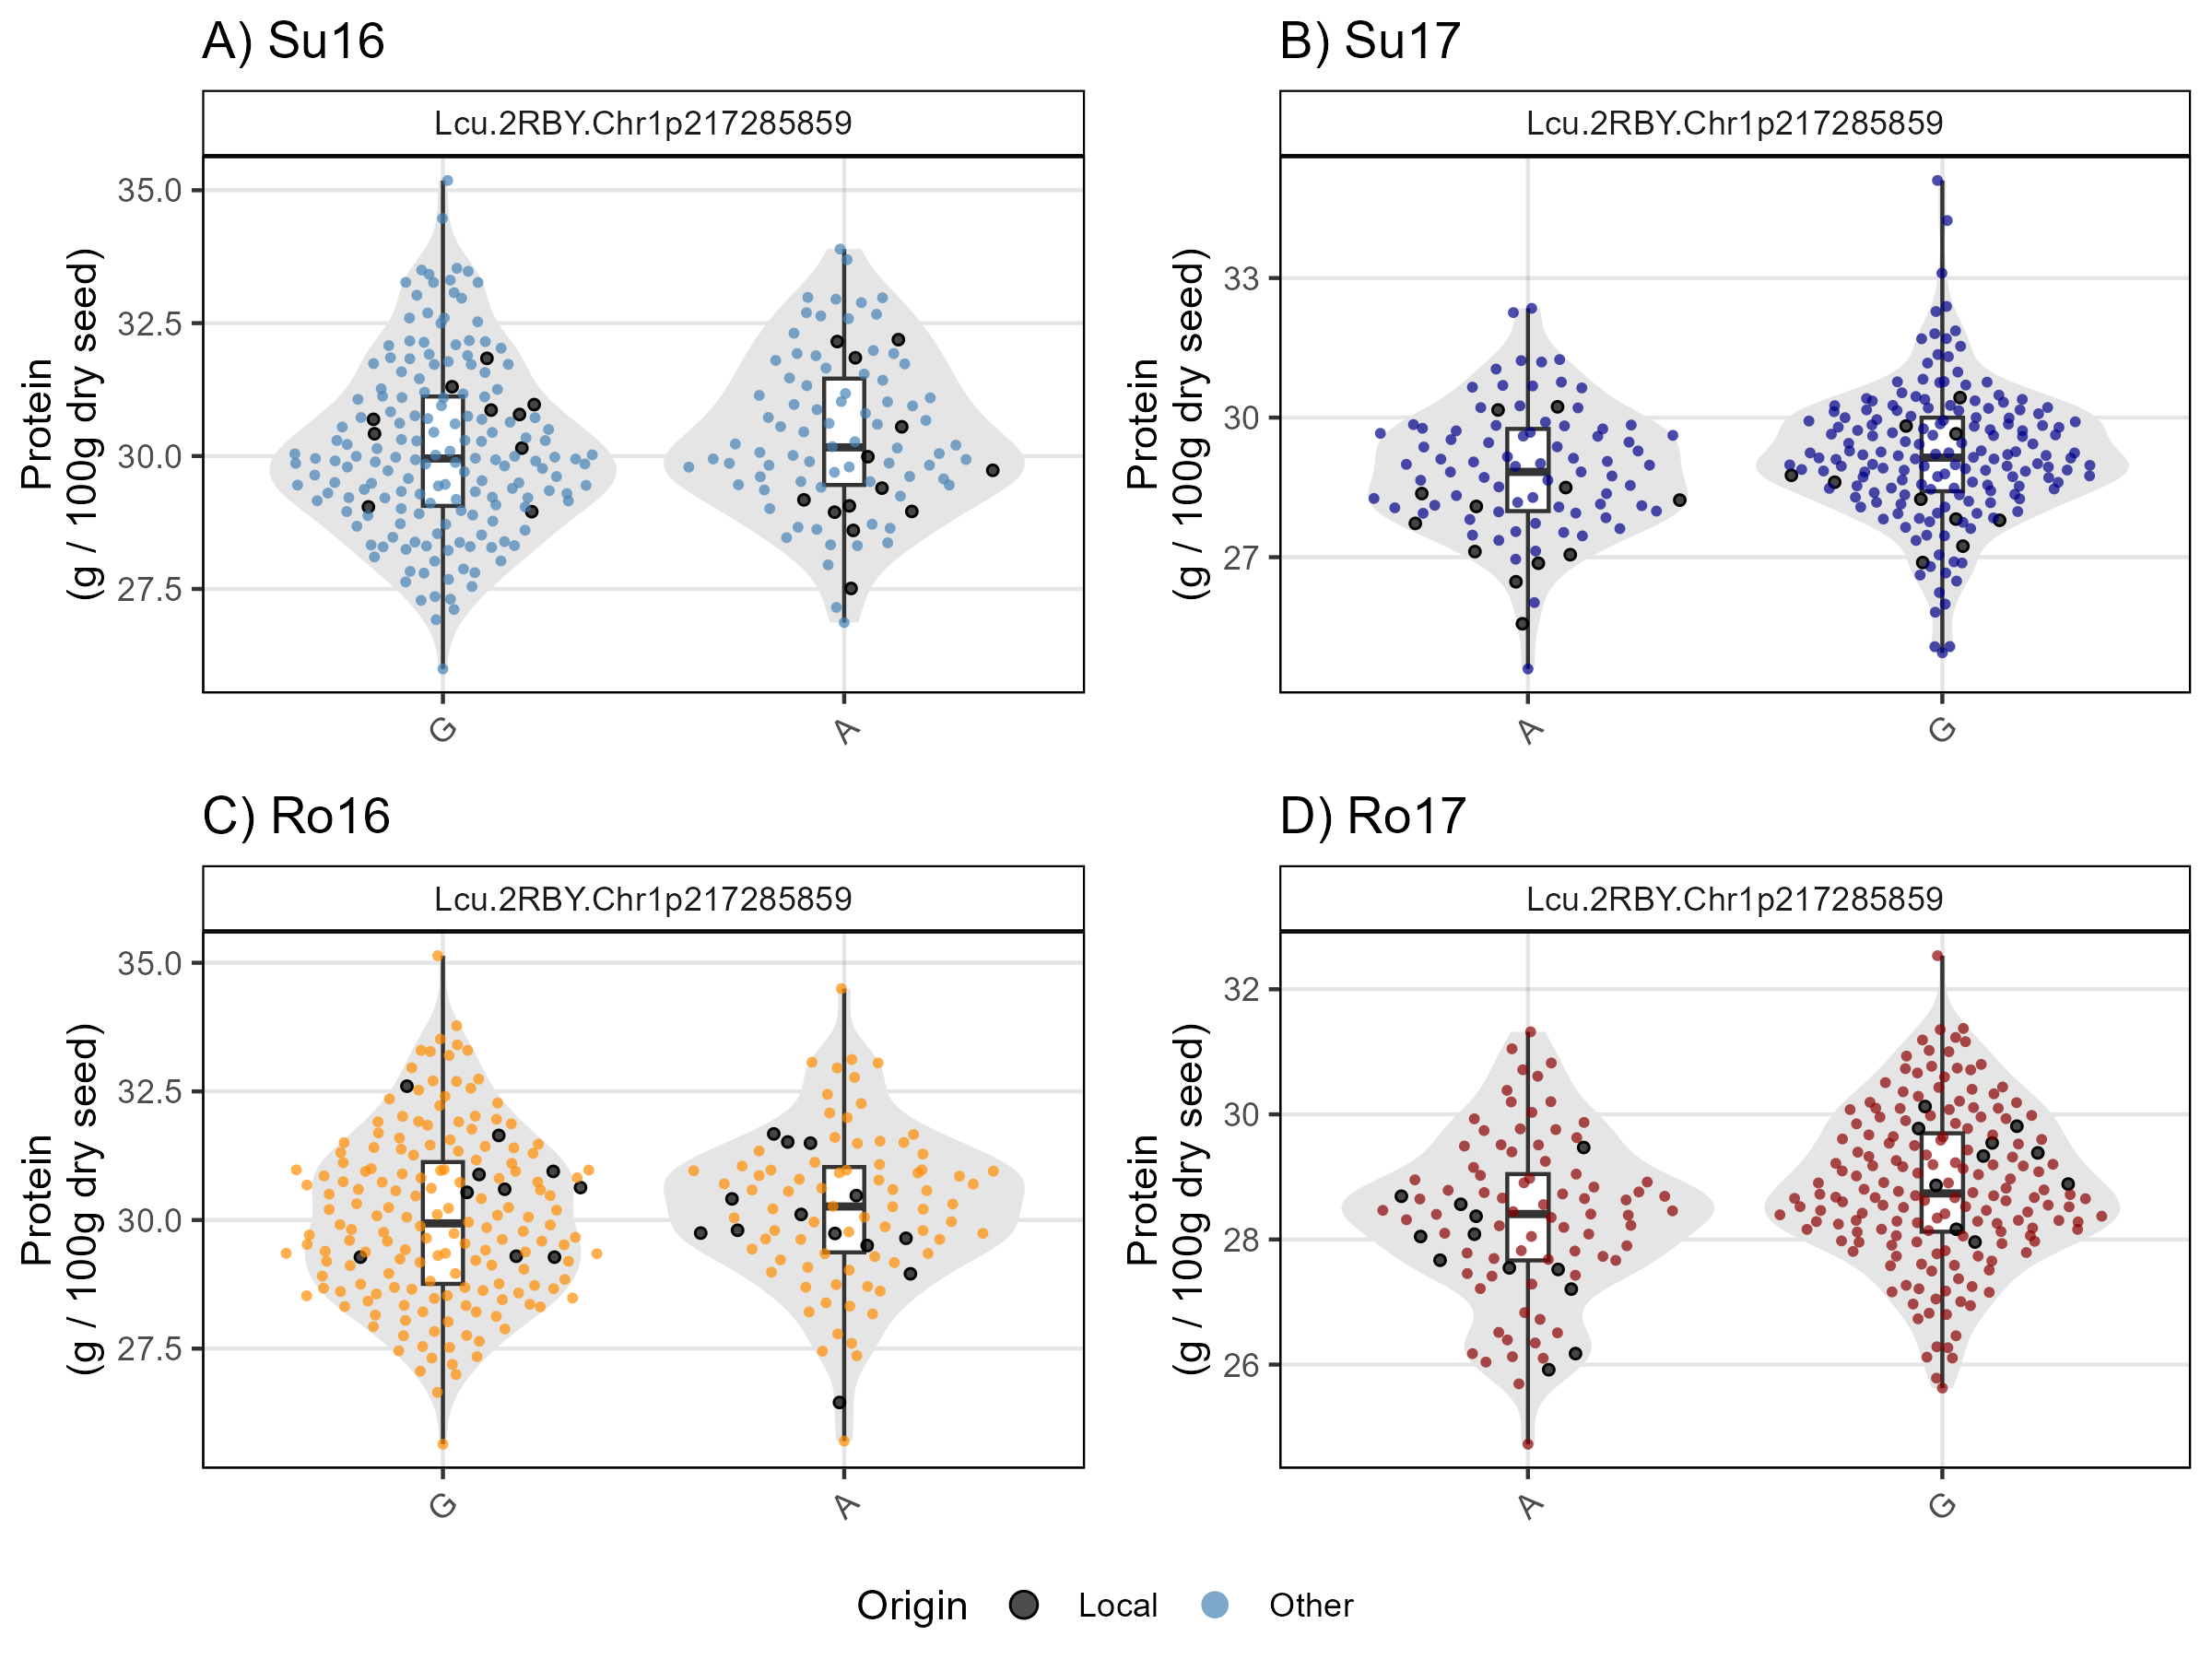 A) Su16
Lcu.2RBY.Chr1p217285859
Protein
(g / 100g dry seed)
35.0
32.5
30.0
27.5
G
A
B) Su17
Lcu.2RBY.Chr1p217285859
Protein
(g / 100g dry seed)
33
30
27
A
G
C) Ro16
Lcu.2RBY.Chr1p217285859
Protein
(g / 100g dry seed)
35.0
32.5
30.0
27.5
G
A
D) Ro17
Lcu.2RBY.Chr1p217285859
Protein
(g / 100g dry seed)
32
30
28
26
A
G
Origin Local Other